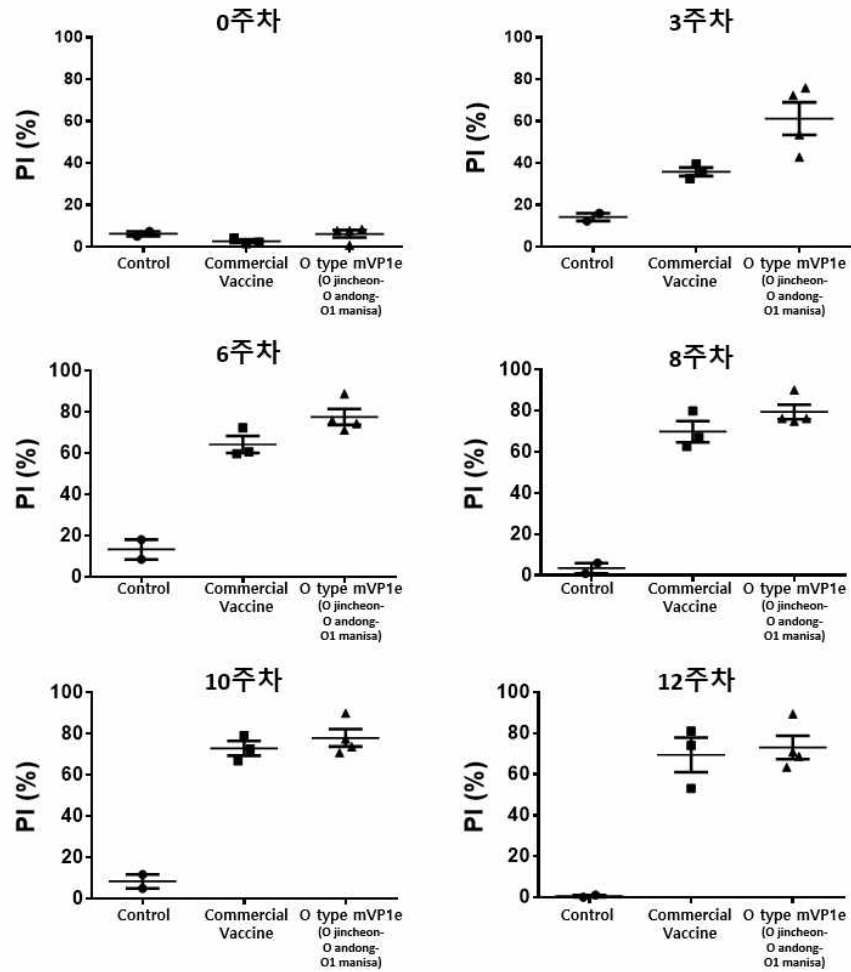 0주차
100
80
60
40
20
0
PI (%)
Control
Commercial
Vaccine
O type mVP1e
(O jincheon-
O andong-
O1 manisa)
3주차
100
80
60
40
20
0
PI (%)
Control
Commercial
Vaccine
O type mVP1e
(O jincheon-
O andong-
O1 manisa)
6주차
100
80
60
40
20
0
PI (%)
Control
Commercial
Vaccine
O type mVP1e
(O jincheon-
O andong-
O1 manisa)
8주차
100
80
60
40
20
0
PI (%)
Control
Commercial
Vaccine
O type mVP1e
(O jincheon-
O andong-
O1 manisa)
10주차
100
80
60
40
20
0
PI (%)
Control
Commercial
Vaccine
O type mVP1e
(O jincheon-
O andong-
O1 manisa)
12주차
100
80
60
40
20
0
PI (%)
Control
Commercial
Vaccine
O type mVP1e
(O jincheon-
O andong-
O1 manisa)